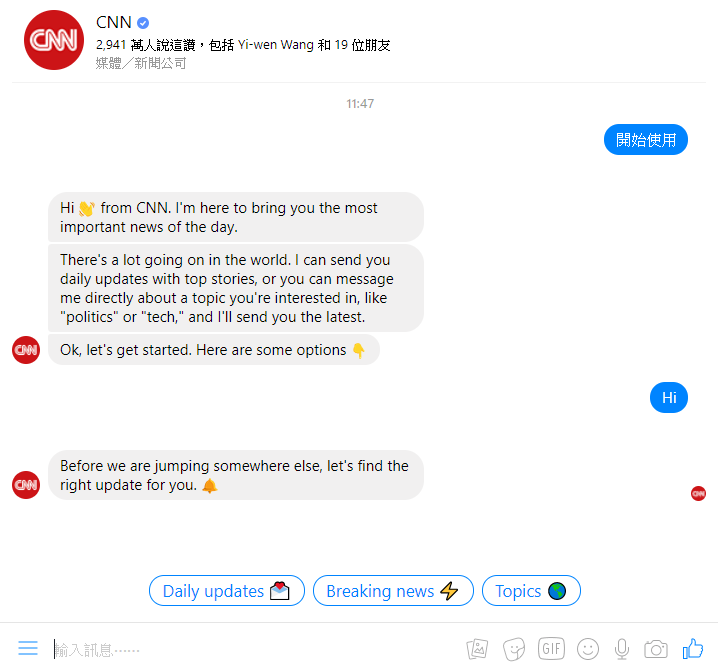 CNN
CNN
2,941 萬人說這讚，包括 Yi-wen Wang 和 19 位朋友
媒體／新聞公司
11:47
開始使用
Hi 👋 from CNN. I'm here to bring you the most
important news of the day.
There's a lot going on in the world. I can send you
daily updates with top stories, or you can message
me directly about a topic you're interested in, like
"politics" or "tech," and I'll send you the latest.
CNN
Ok, let's get started. Here are some options 👇
Hi
Before we are jumping somewhere else, let's find the
right update for you. 🔔
CNN
CNN
Daily updates 💌
Breaking news ⚡
Topics 🌎
輸入訊息……
GIF